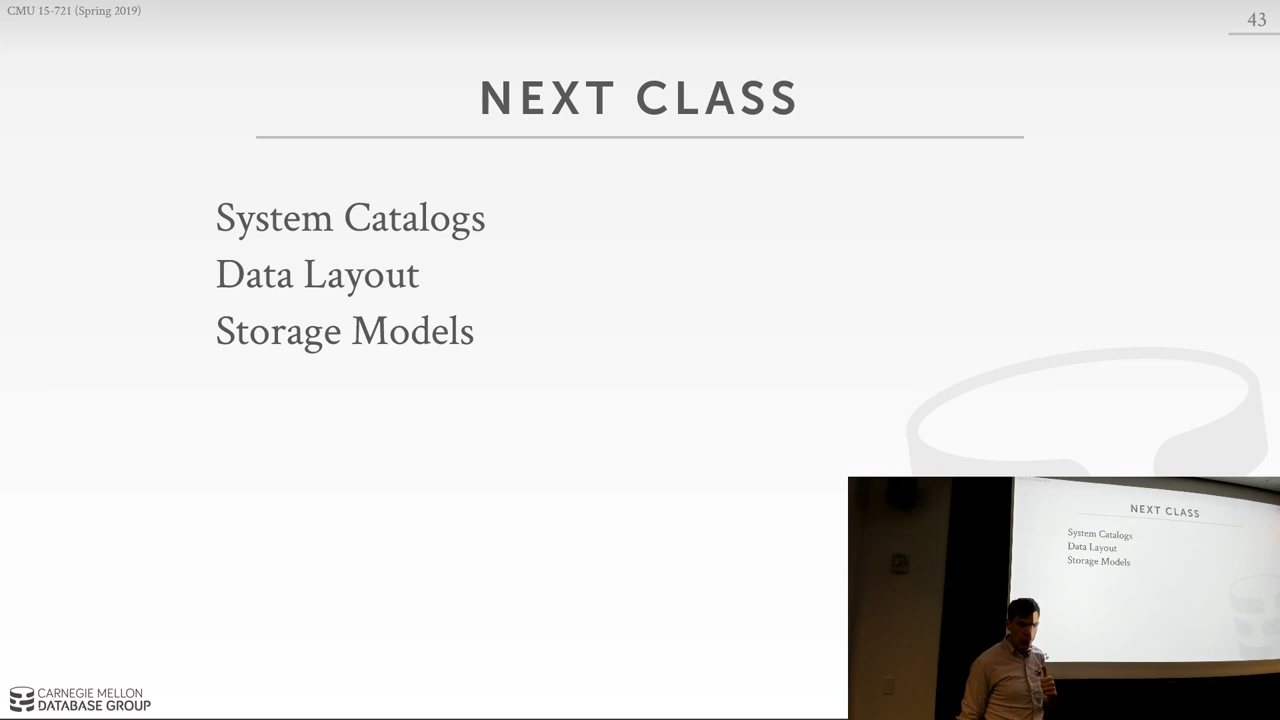 CMU 15-721 (Spring 2019)
43
NEXT CLASS
System Catalogs
Data Layout
Storage Models
NEXT CLASS
System Catalogs
Data Layout
Storage Models
CARNEGIE MELLON
DATABASE GROUP